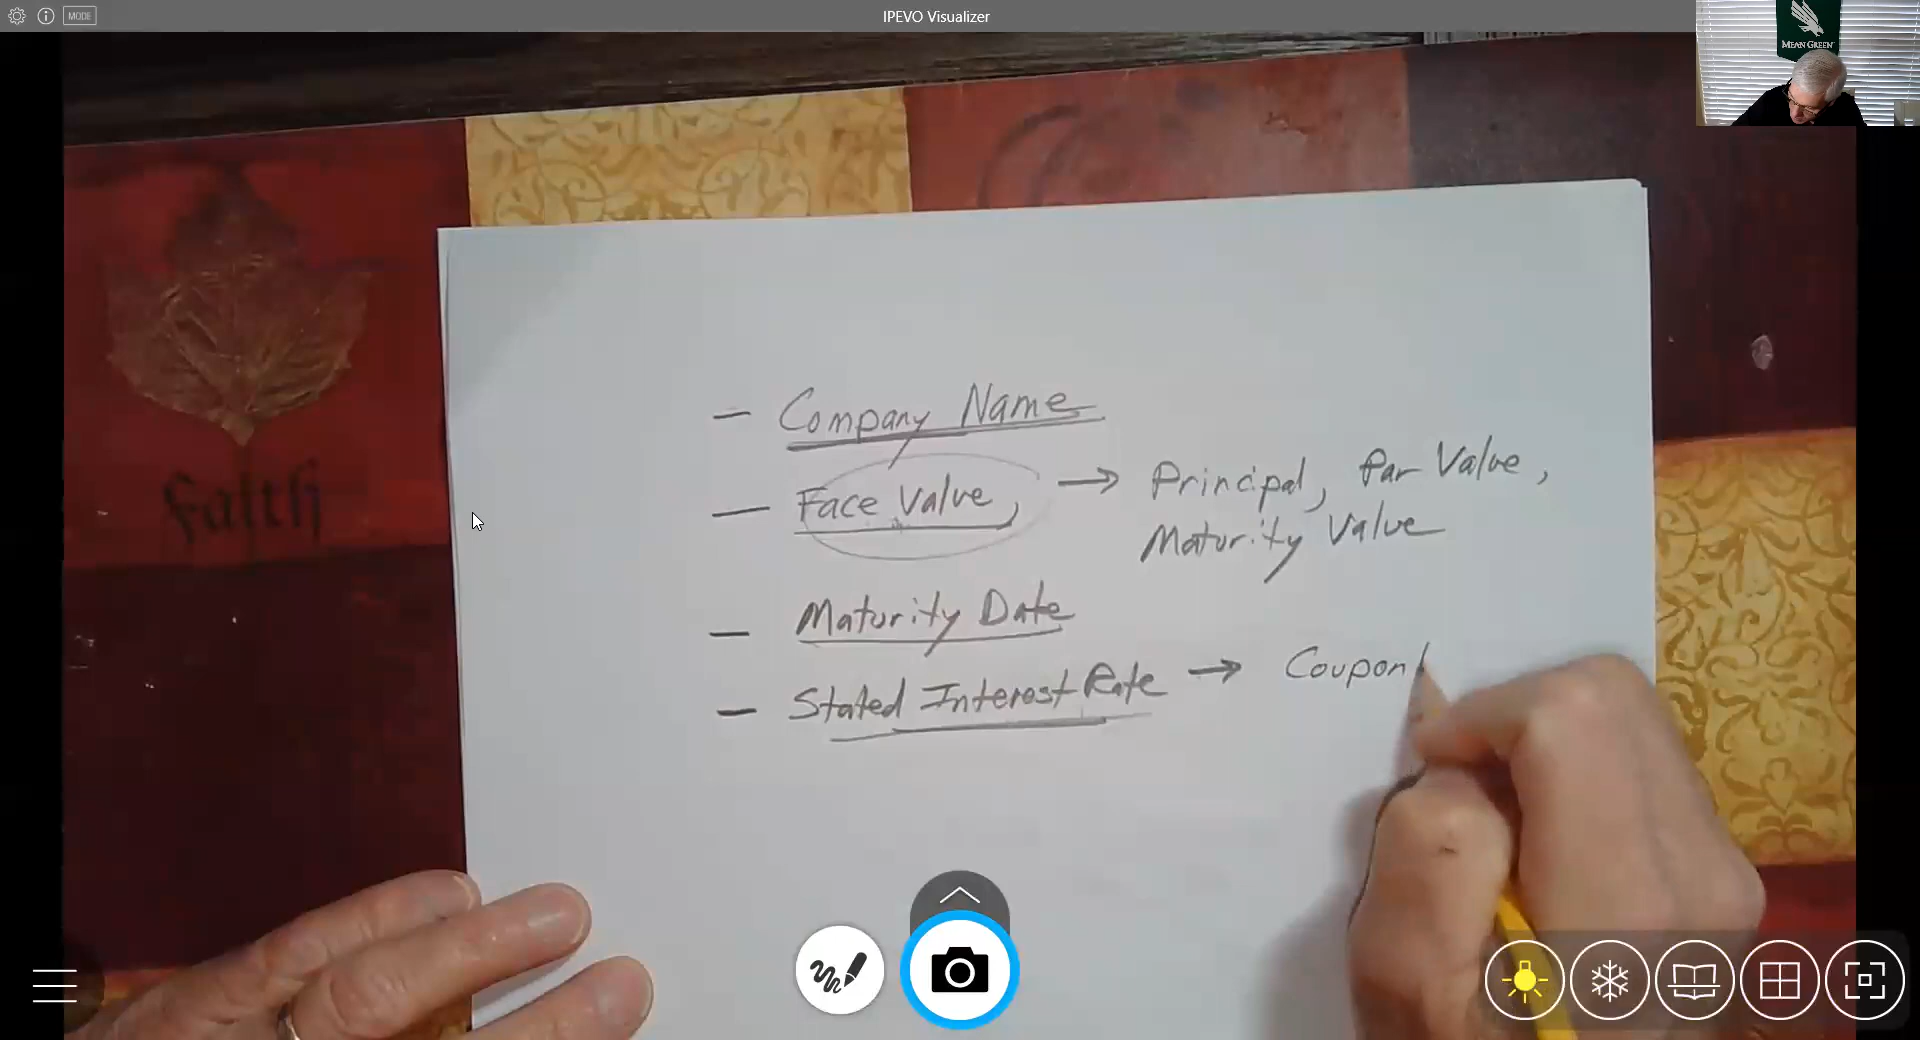 MODE
IPEVO Visualizer
MEAN GREEN
— Company Name
— Face Value, → Principal, Par Value,
Maturity Value
— Maturity Date
— Stated Interest Rate → Coupon
faith